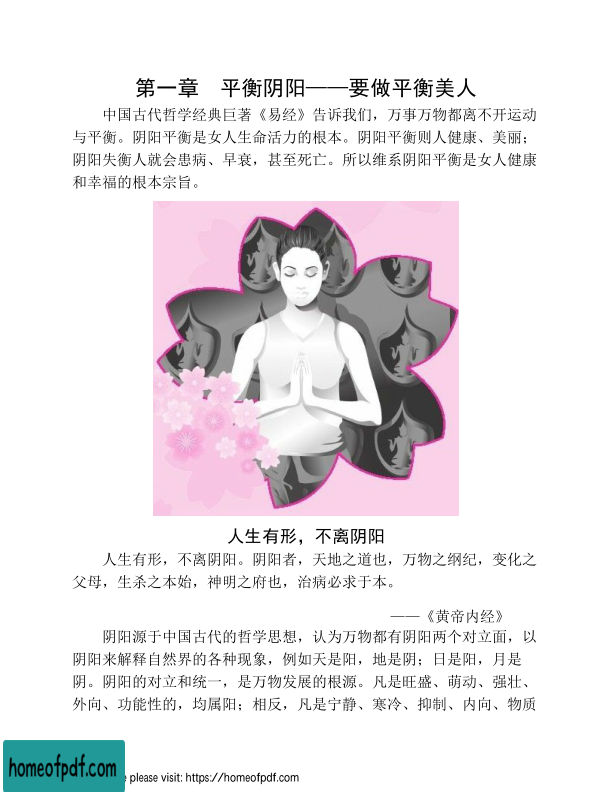 第一章　平衡阴阳——要做平衡美人
中国古代哲学经典巨著《易经》告诉我们，万事万物都离不开运动
与平衡。阴阳平衡是女人生命活力的根本。阴阳平衡则人健康、美丽；
阴阳失衡人就会患病、早衰，甚至死亡。所以维系阴阳平衡是女人健康
和幸福的根本宗旨。
人生有形，不离阴阳
人生有形，不离阴阳。阴阳者，天地之道也，万物之纲纪，变化之
父母，生杀之本始，神明之府也，治病必求于本。
——《黄帝内经》
阴阳源于中国古代的哲学思想，认为万物都有阴阳两个对立面，以
阴阳来解释自然界的各种现象，例如天是阳，地是阴；日是阳，月是
阴。阴阳的对立和统一，是万物发展的根源。凡是旺盛、萌动、强壮、
外向、功能性的，均属阳；相反，凡是宁静、寒冷、抑制、内向、物质
homeofpdf.com
e please visit: https://homeofpdf.com